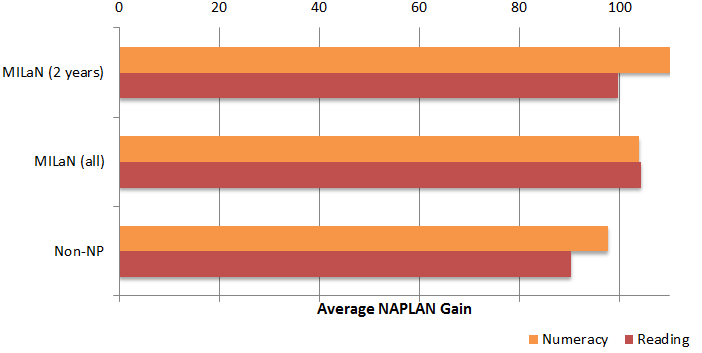 0 20 40 60 80 100
MILaN (2 years)
MILaN (all)
Non-NP
Average NAPLAN Gain
Numeracy Reading